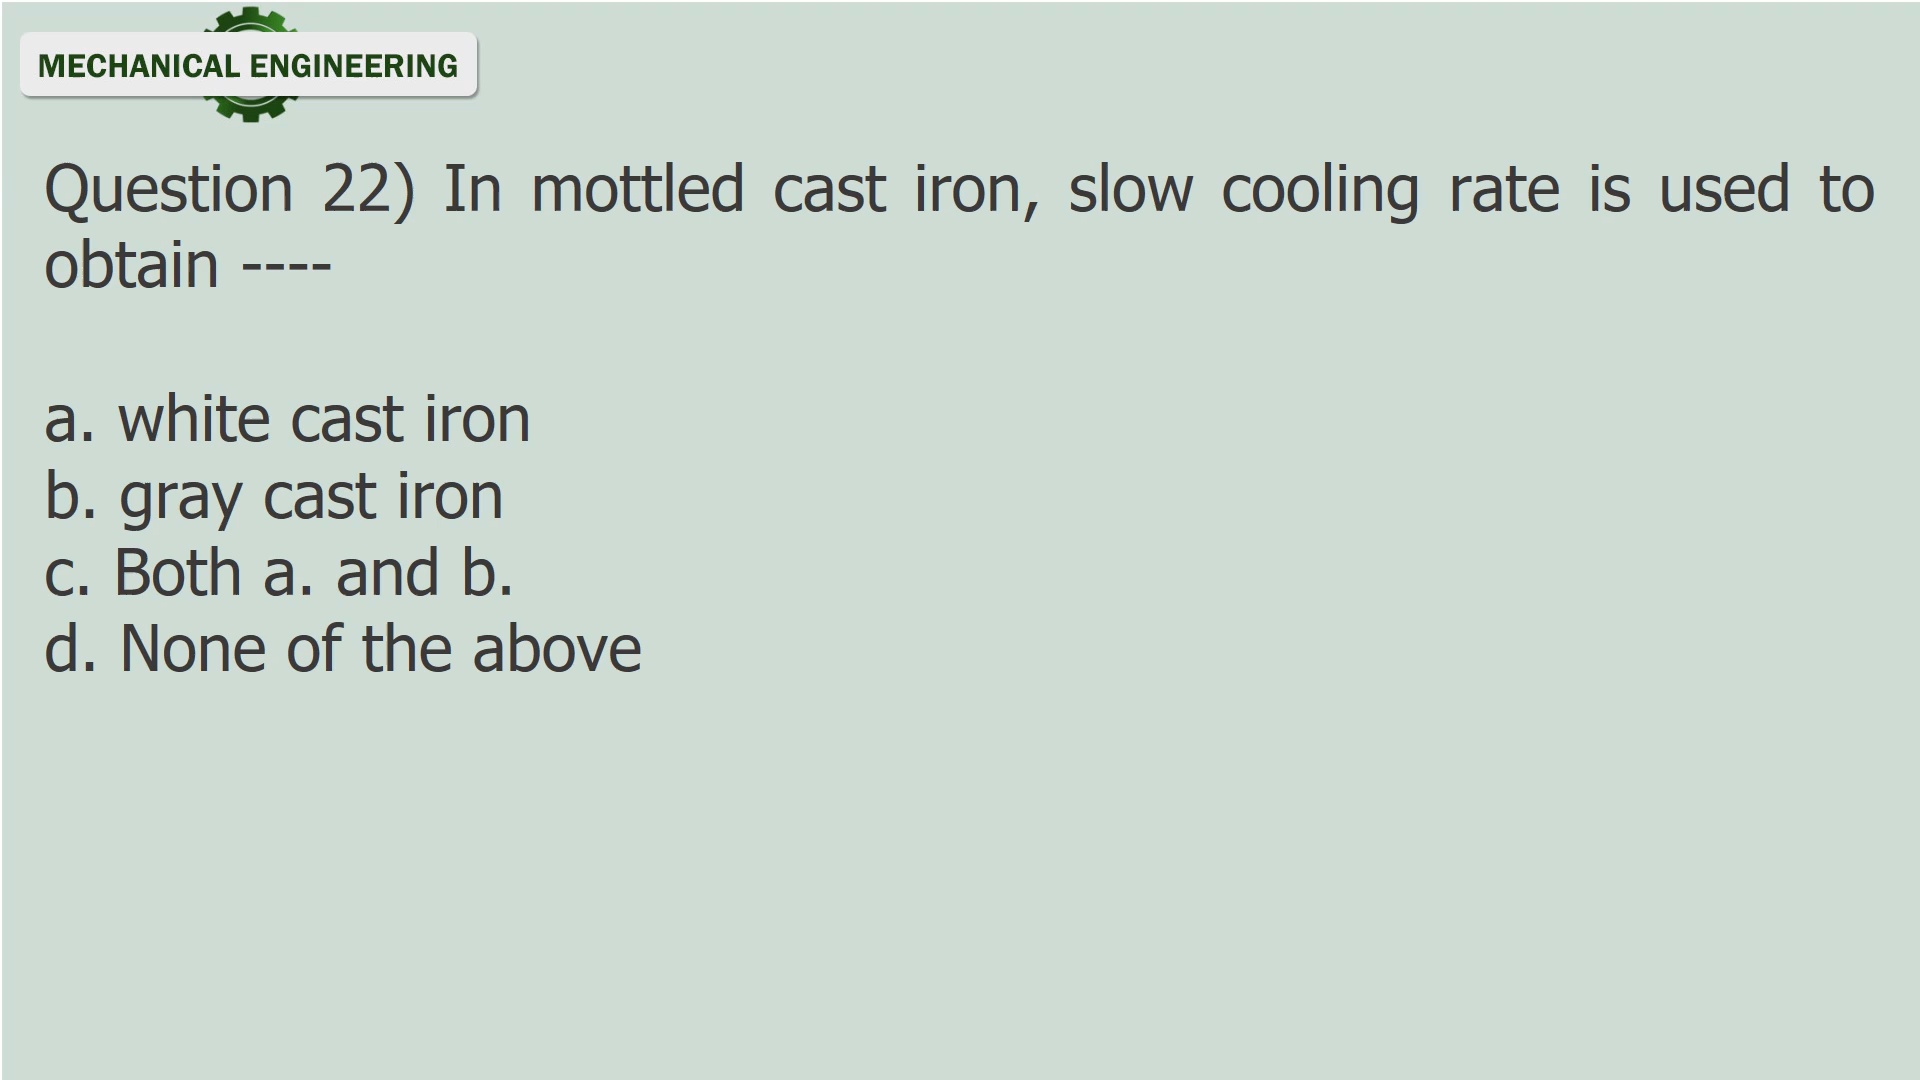 MECHANICAL ENGINEERING
Question 22) In mottled cast iron, slow cooling rate is used to
obtain ----
a. white cast iron
b. gray cast iron
c. Both a. and b.
d. None of the above